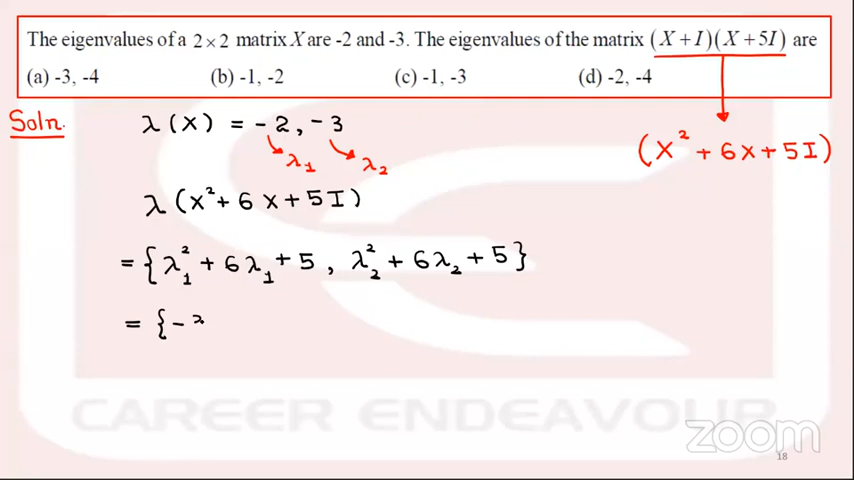 The eigenvalues of a 2×2 matrix X are -2 and -3. The eigenvalues of the matrix (X+I)(X+5I) are
(a) -3, -4 (b) -1, -2 (c) -1, -3 (d) -2, -4
Soln.
λ(X) = -2, -3
λ₁ λ₂
(X² + 6X + 5I)
λ(X² + 6X + 5I)
= {λ₁² + 6λ₁ + 5, λ₂² + 6λ₂ + 5}
= {-3
CAREER ENDEAVOUR
zoom
18